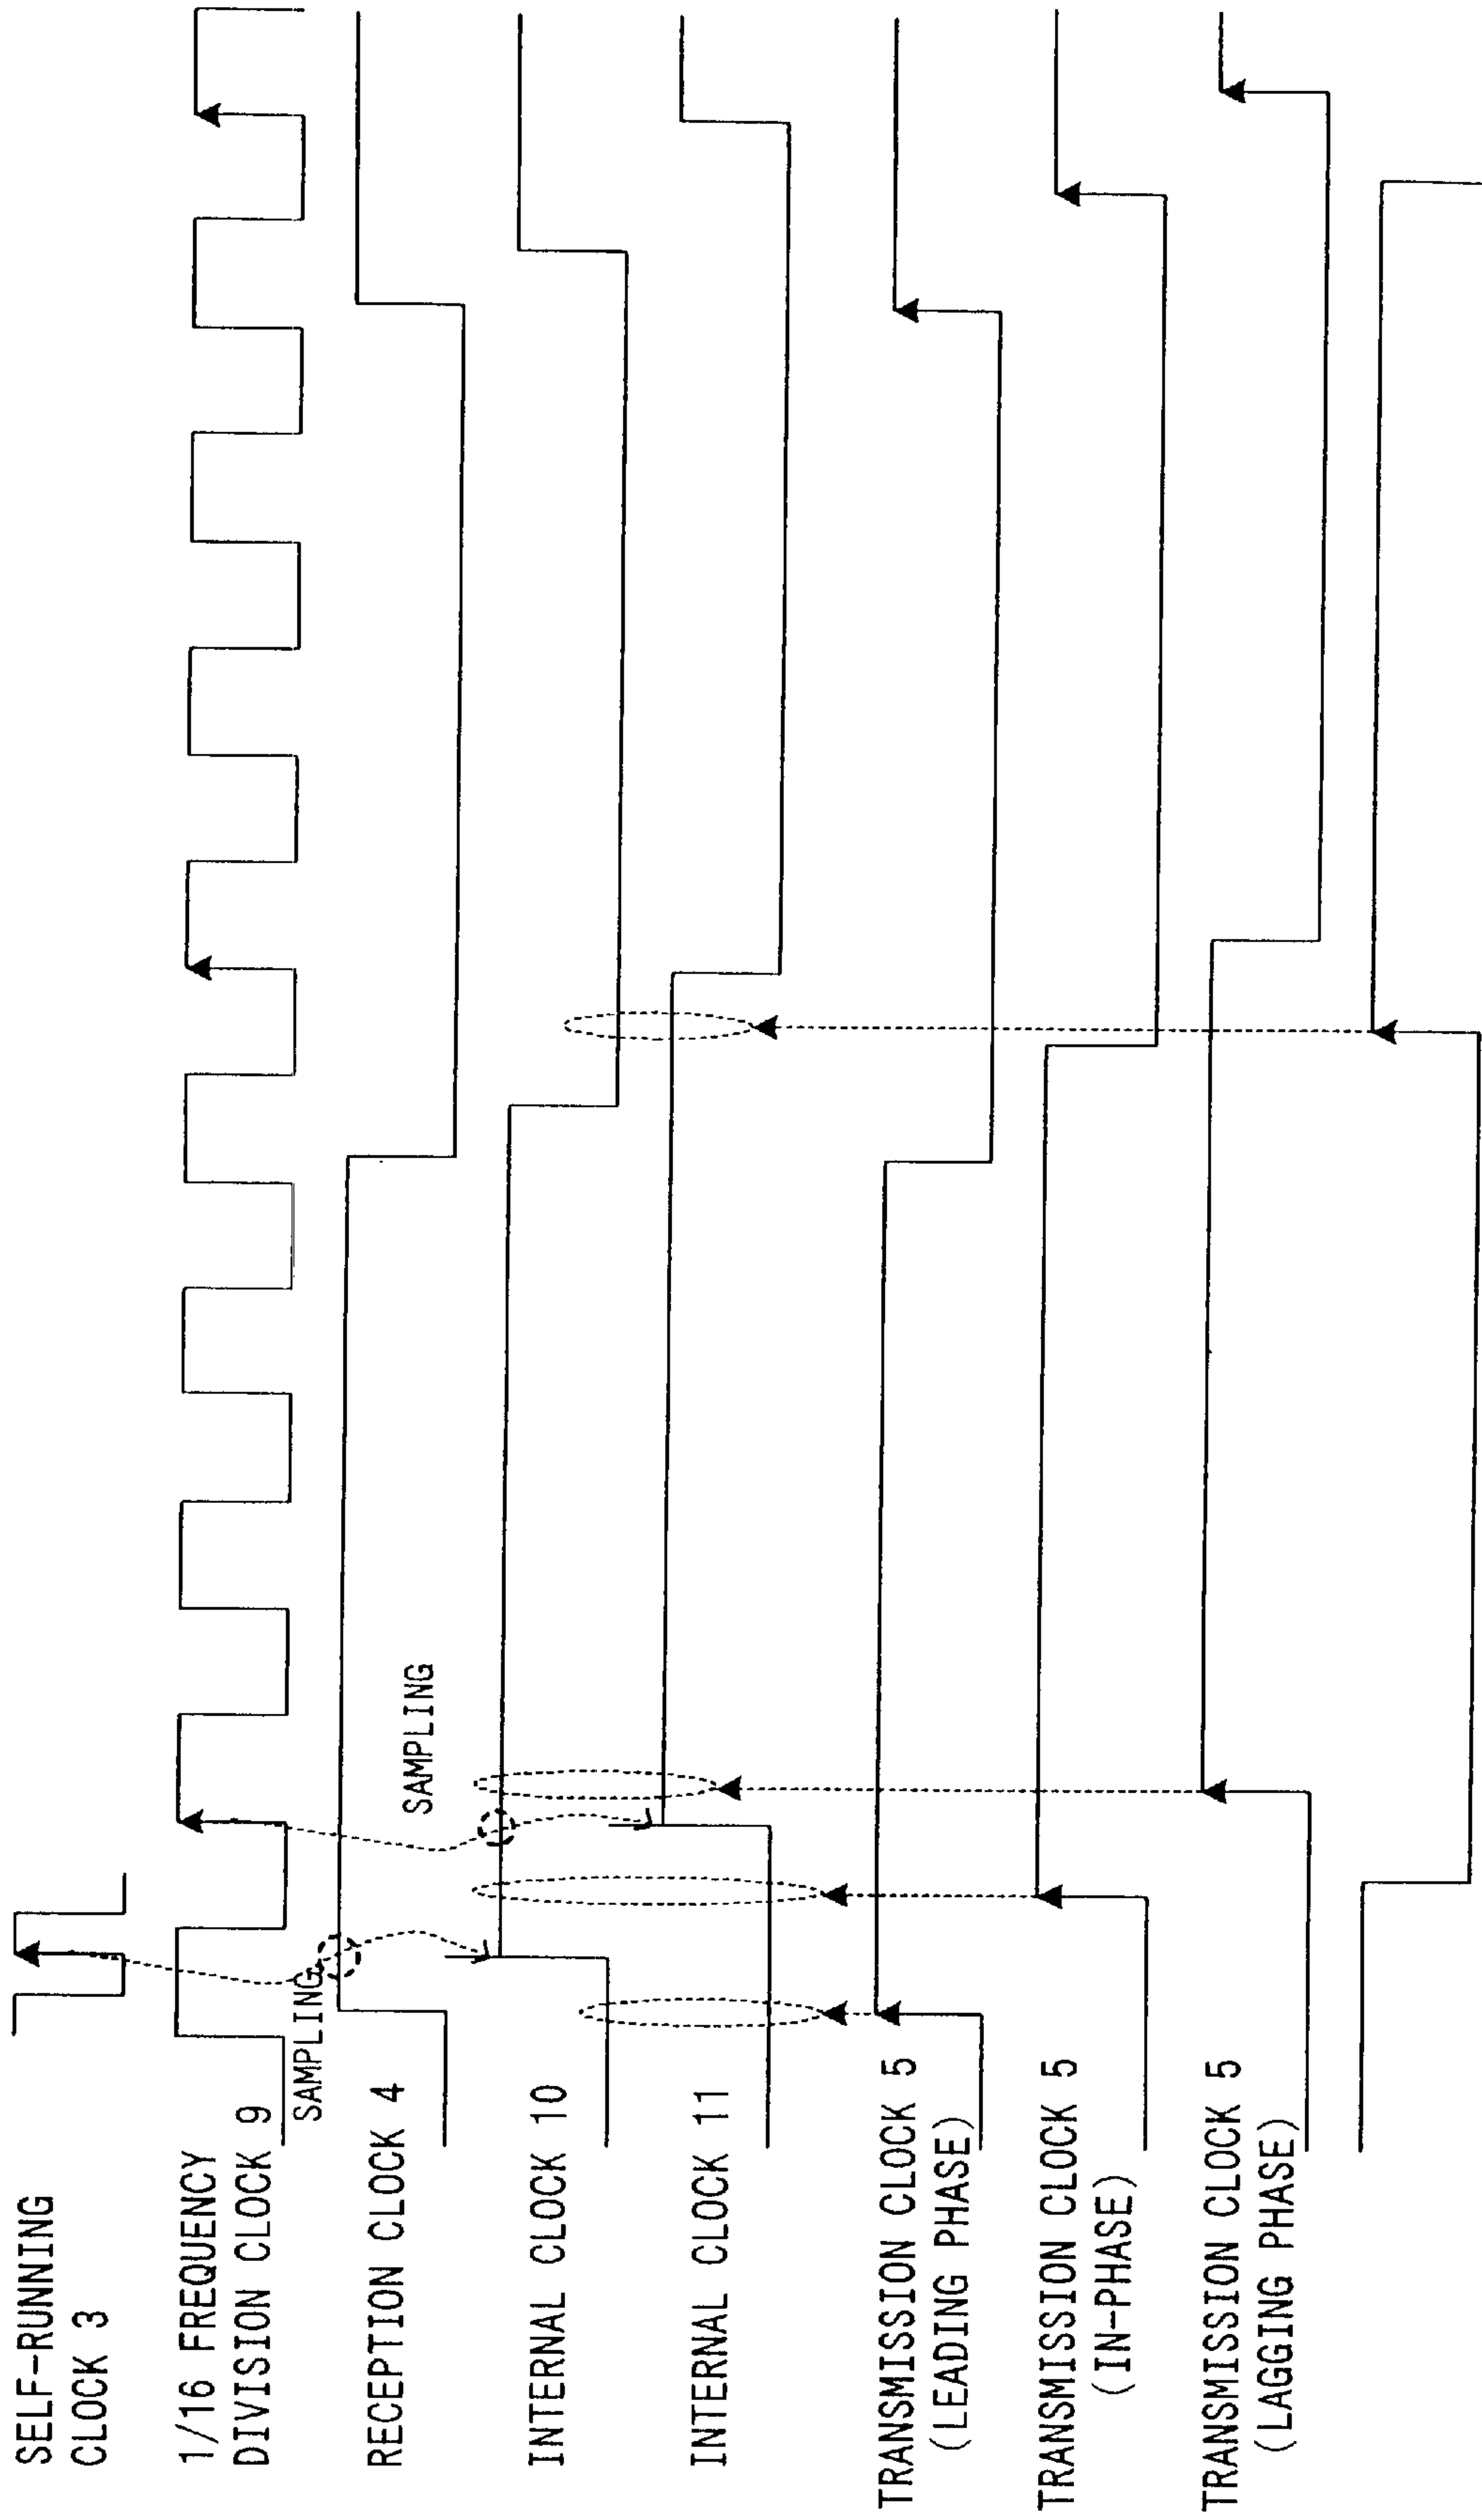 SELF-RUNNING
CLOCK 3
1/16 FREQUENCY
DIVISION CLOCK 9
SAMPLING
RECEPTION CLOCK 4
SAMPLING
INTERNAL CLOCK 10
INTERNAL CLOCK 11
TRANSMISSION CLOCK 5
(LEADING PHASE)
TRANSMISSION CLOCK 5
(IN-PHASE)
TRANSMISSION CLOCK 5
(LAGGING PHASE)